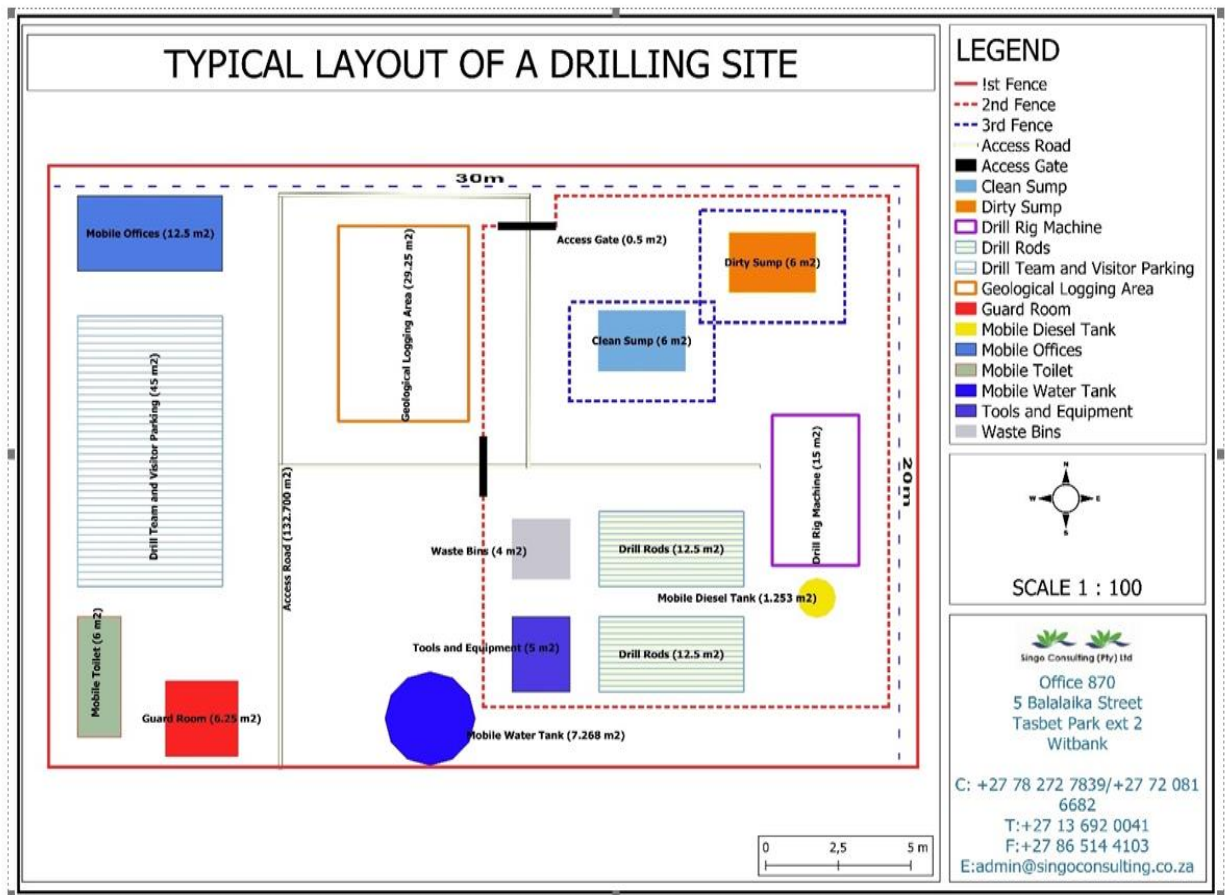 TYPICAL LAYOUT OF A DRILLING SITE
30m
20m
Mobile Offices (12.5 m2)
Geological Logging Area (29.25 m2)
Access Gate (0.5 m2)
Dirty Sump (6 m2)
Clean Sump (6 m2)
Drill Team and Visitor Parking (45 m2)
Access Road (132.700 m2)
Drill Rig Machine (15 m2)
Waste Bins (4 m2)
Drill Rods (12.5 m2)
Mobile Diesel Tank (1.253 m2)
Mobile Toilet (6 m2)
Tools and Equipment (5 m2)
Drill Rods (12.5 m2)
Guard Room (6.25 m2)
Mobile Water Tank (7.268 m2)
0 2,5 5 m
LEGEND
!st Fence
2nd Fence
3rd Fence
Access Road
Access Gate
Clean Sump
Dirty Sump
Drill Rig Machine
Drill Rods
Drill Team and Visitor Parking
Geological Logging Area
Guard Room
Mobile Diesel Tank
Mobile Offices
Mobile Toilet
Mobile Water Tank
Tools and Equipment
Waste Bins
N
W E
S
SCALE 1 : 100
Singo Consulting (Pty) Ltd
Office 870
5 Balalaika Street
Tasbet Park ext 2
Witbank
C: +27 78 272 7839/+27 72 081
6682
T:+27 13 692 0041
F:+27 86 514 4103
E:admin@singoconsulting.co.za